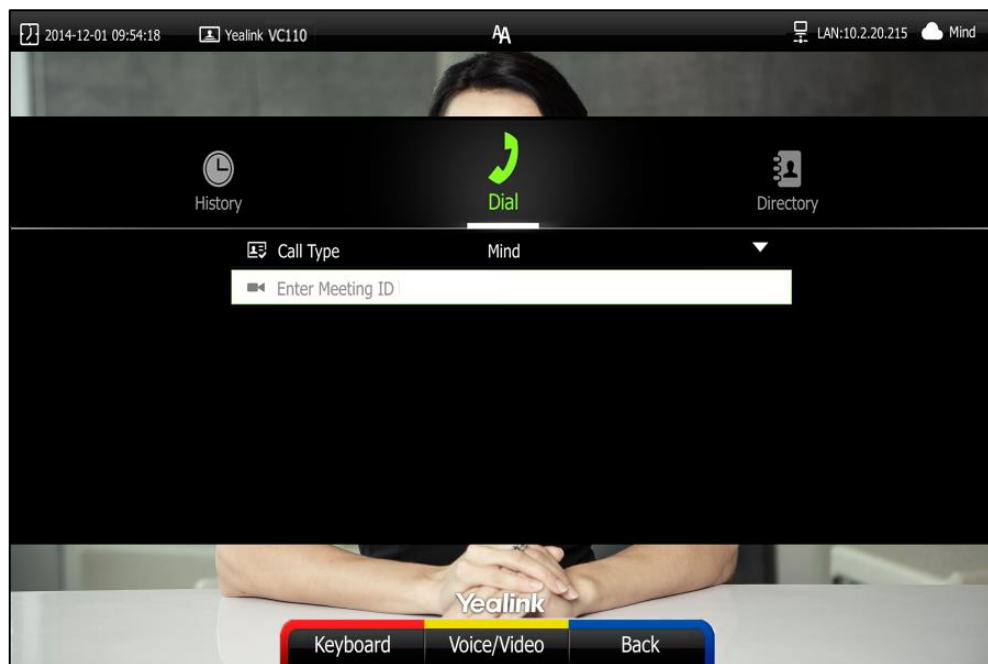 2014-12-01 09:54:18 Yealink VC110 AA LAN:10.2.20.215 Mind
History Dial Directory
Call Type Mind
Enter Meeting ID
Yealink
Keyboard Voice/Video Back